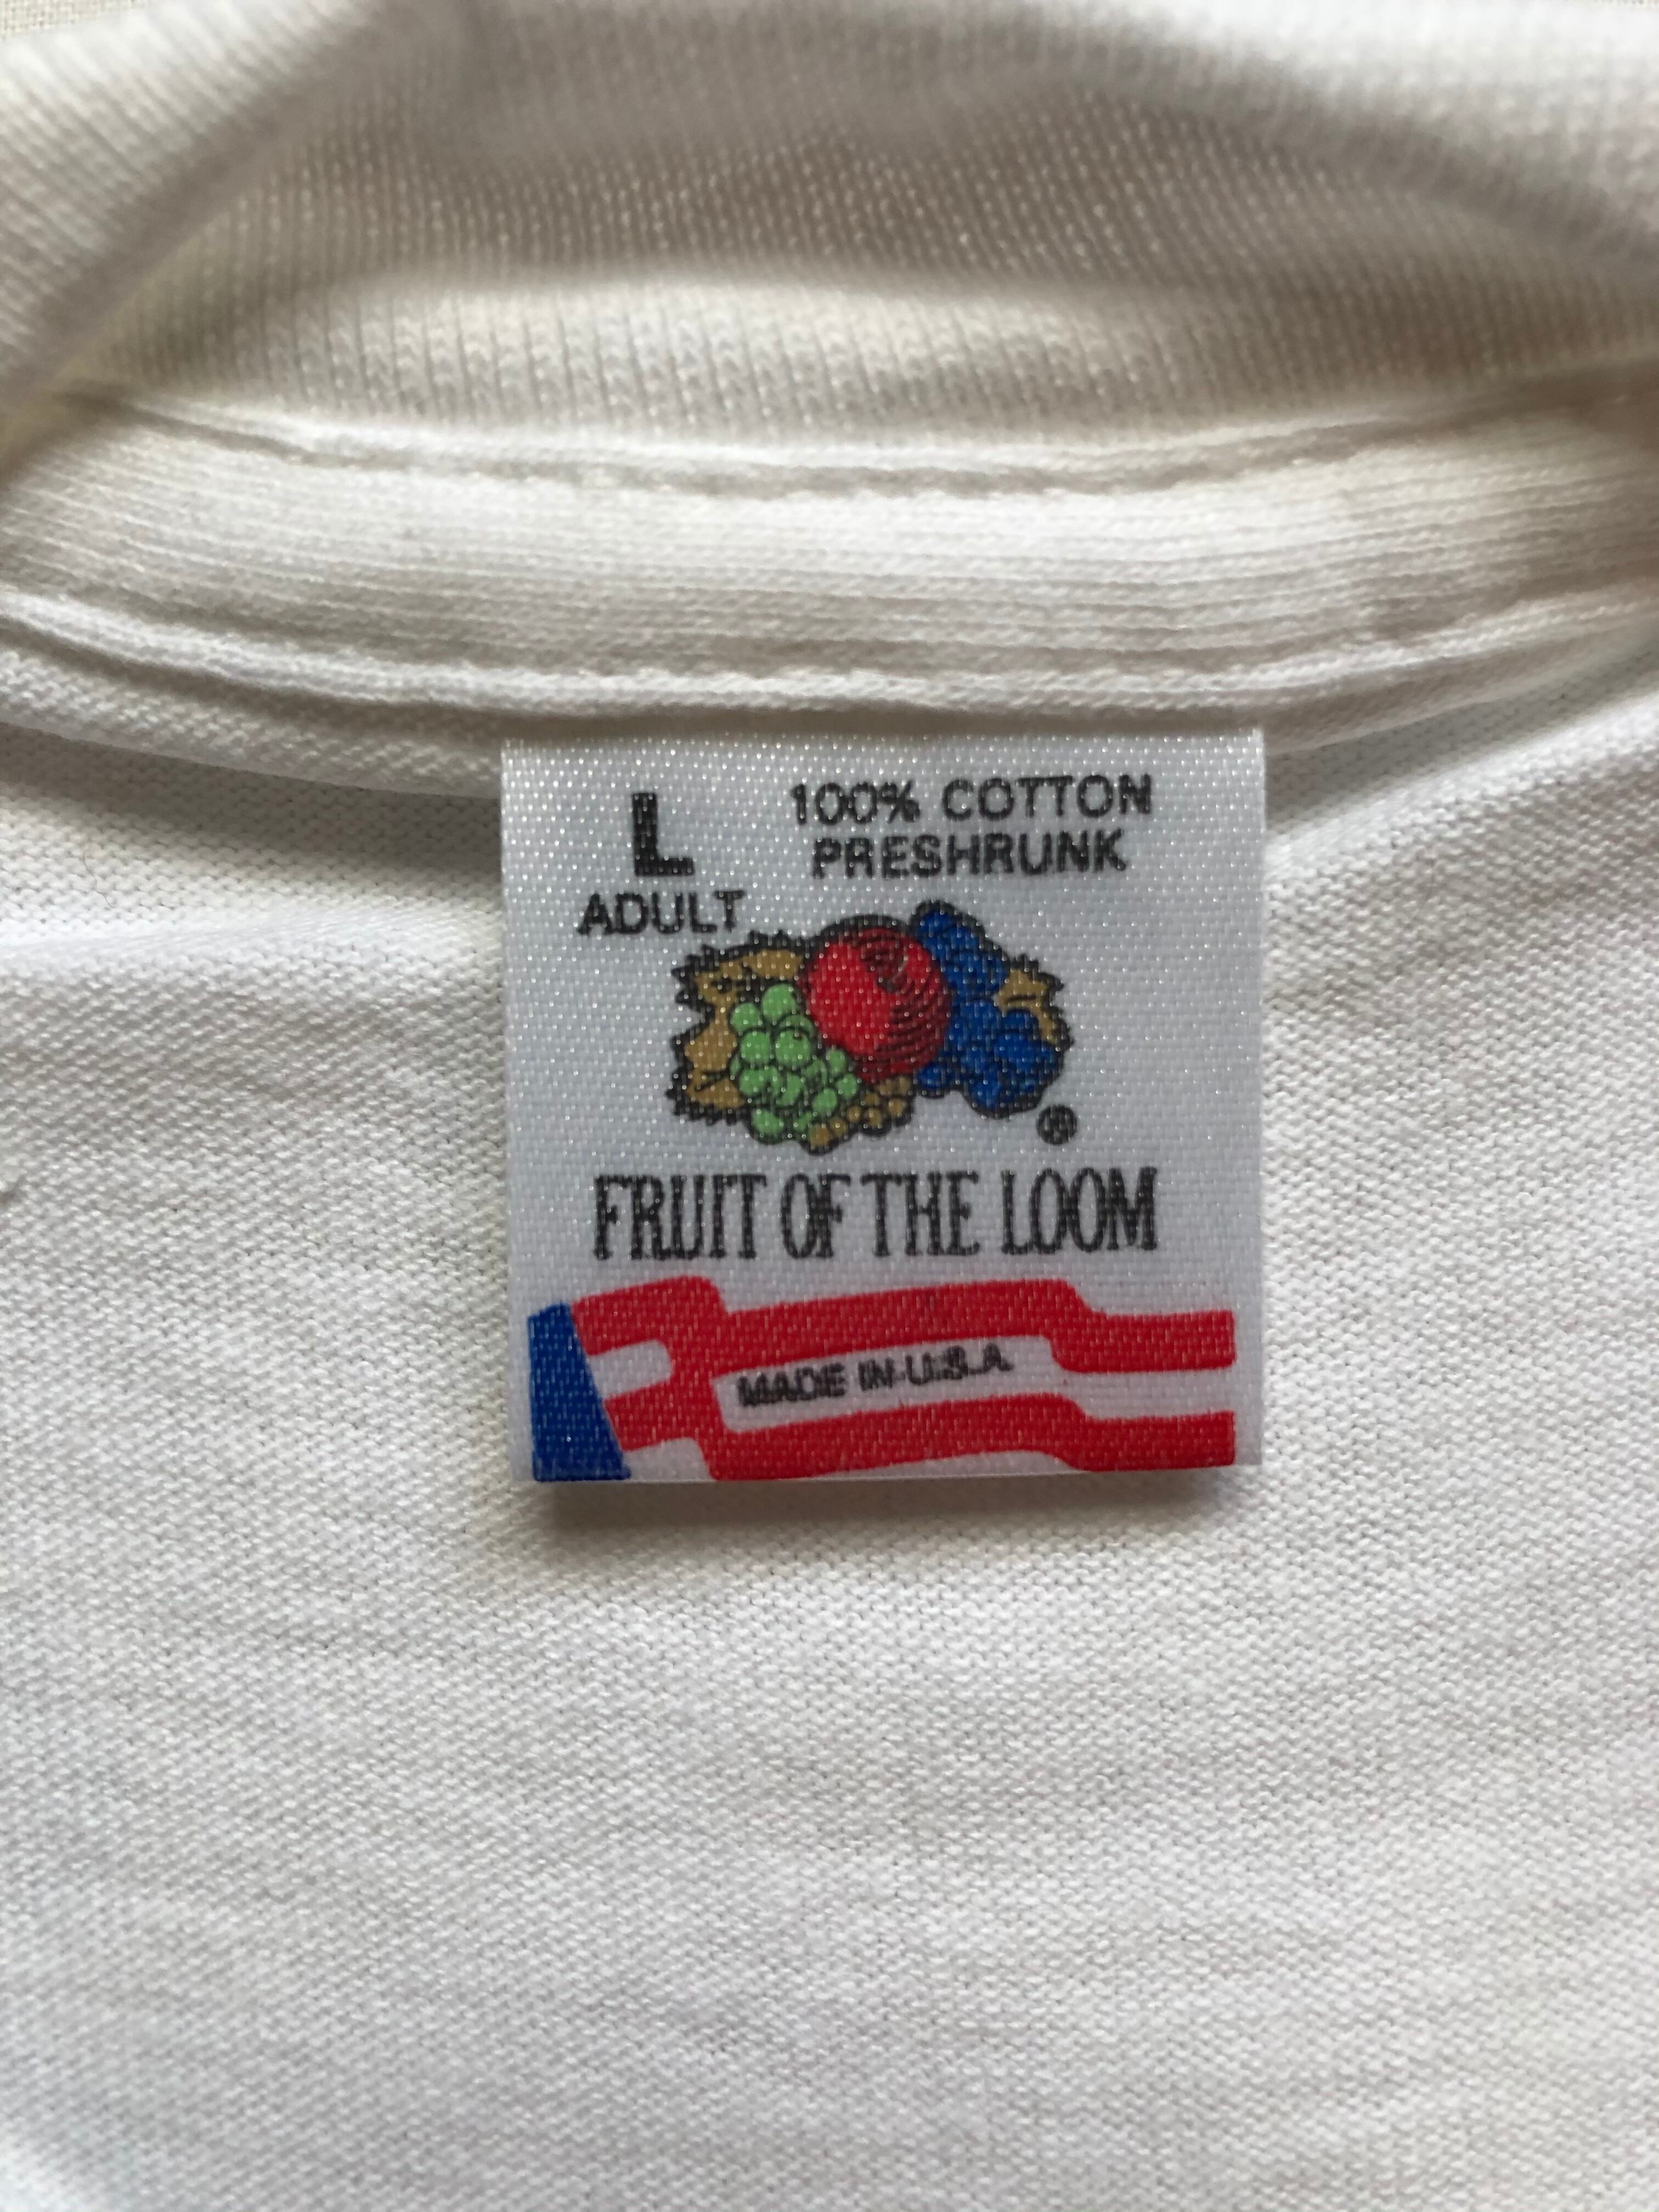 L
ADULT
100% COTTON
PRESHRUNK
®
FRUIT OF THE LOOM
MADE IN U.S.A.